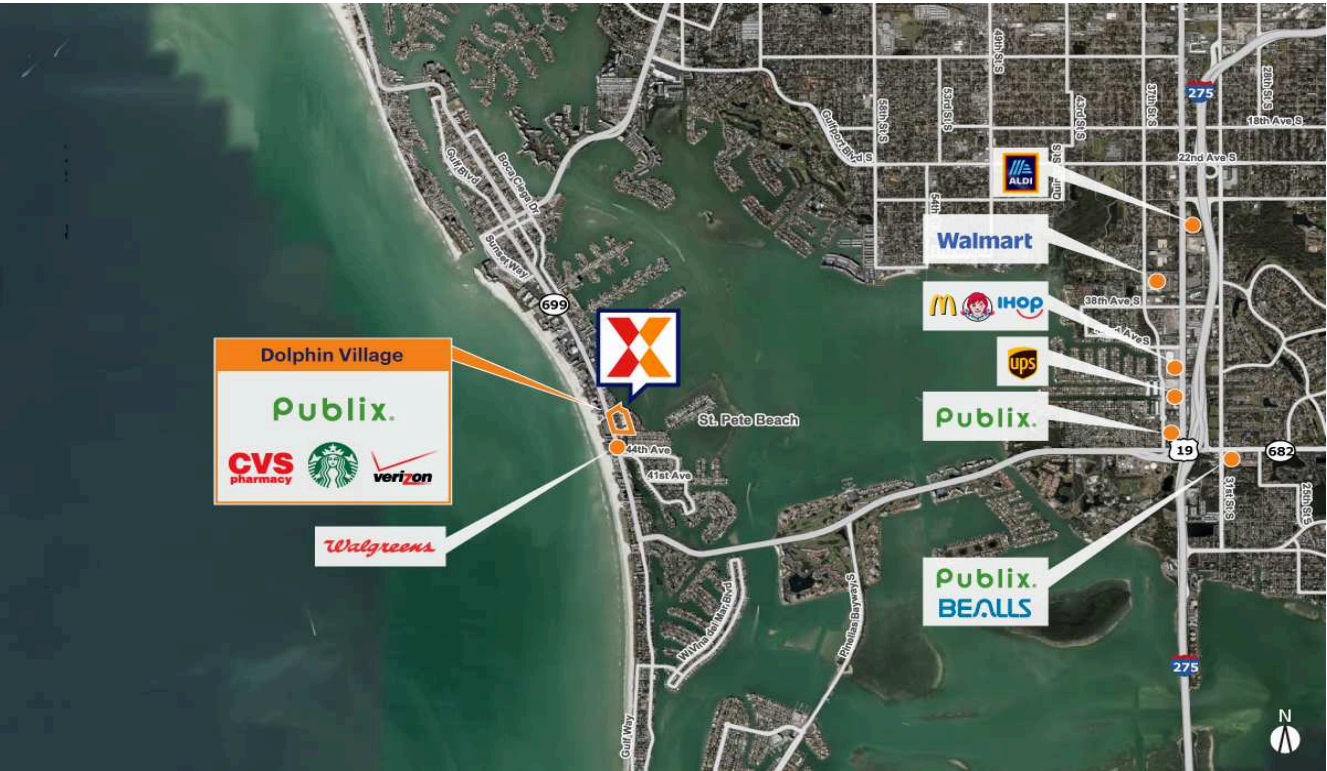 49th St S
28th St S
275
37th St S
53rd St S
43rd St S
58th St S
18th Ave S
Gulfport Blvd S
22nd Ave S
ALDI
Gulf Blvd
Boca Ciega Dr
54th
Walmart
Sunset Way
38th Ave S
699
IHOP
Ave S
Dolphin Village
ups
Publix.
Publix.
St. Pete Beach
44th Ave
19
682
CVS
pharmacy
verizon
41st Ave
31st St S
25th St S
Walgreens
Publix.
BEALLS
W Vina del Mar Blvd
Pinellas Bayway S
275
Gulf Way
N